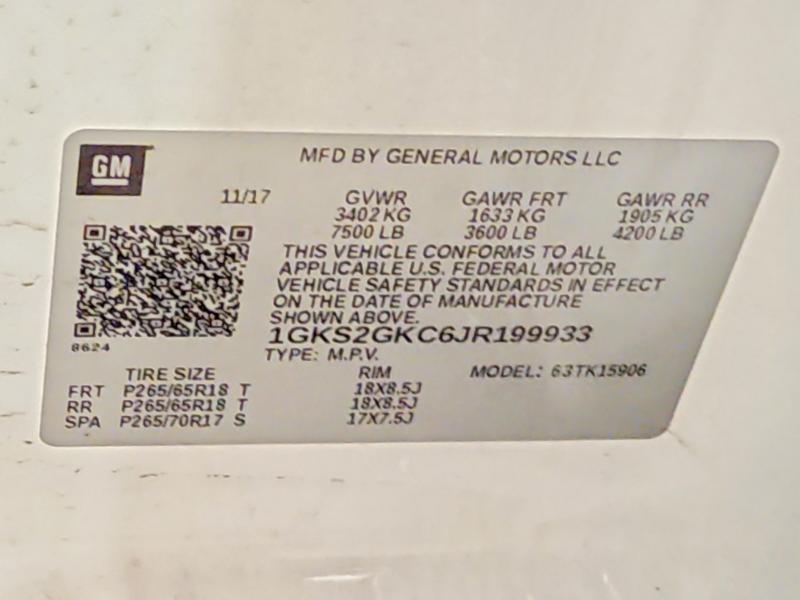 GM
MFD BY GENERAL MOTORS LLC
11/17 GVWR GAWR FRT GAWR RR
3402 KG 1633 KG 1905 KG
7500 LB 3600 LB 4200 LB
THIS VEHICLE CONFORMS TO ALL
APPLICABLE U.S. FEDERAL MOTOR
VEHICLE SAFETY STANDARDS IN EFFECT
ON THE DATE OF MANUFACTURE
SHOWN ABOVE.
1GKS2GKC6JR199933
8624
TYPE: M.P.V.
TIRE SIZE RIM MODEL: 63TK15906
FRT P265/65R18 T 18X8.5J
RR P265/65R18 T 18X8.5J
SPA P265/70R17 S 17X7.5J